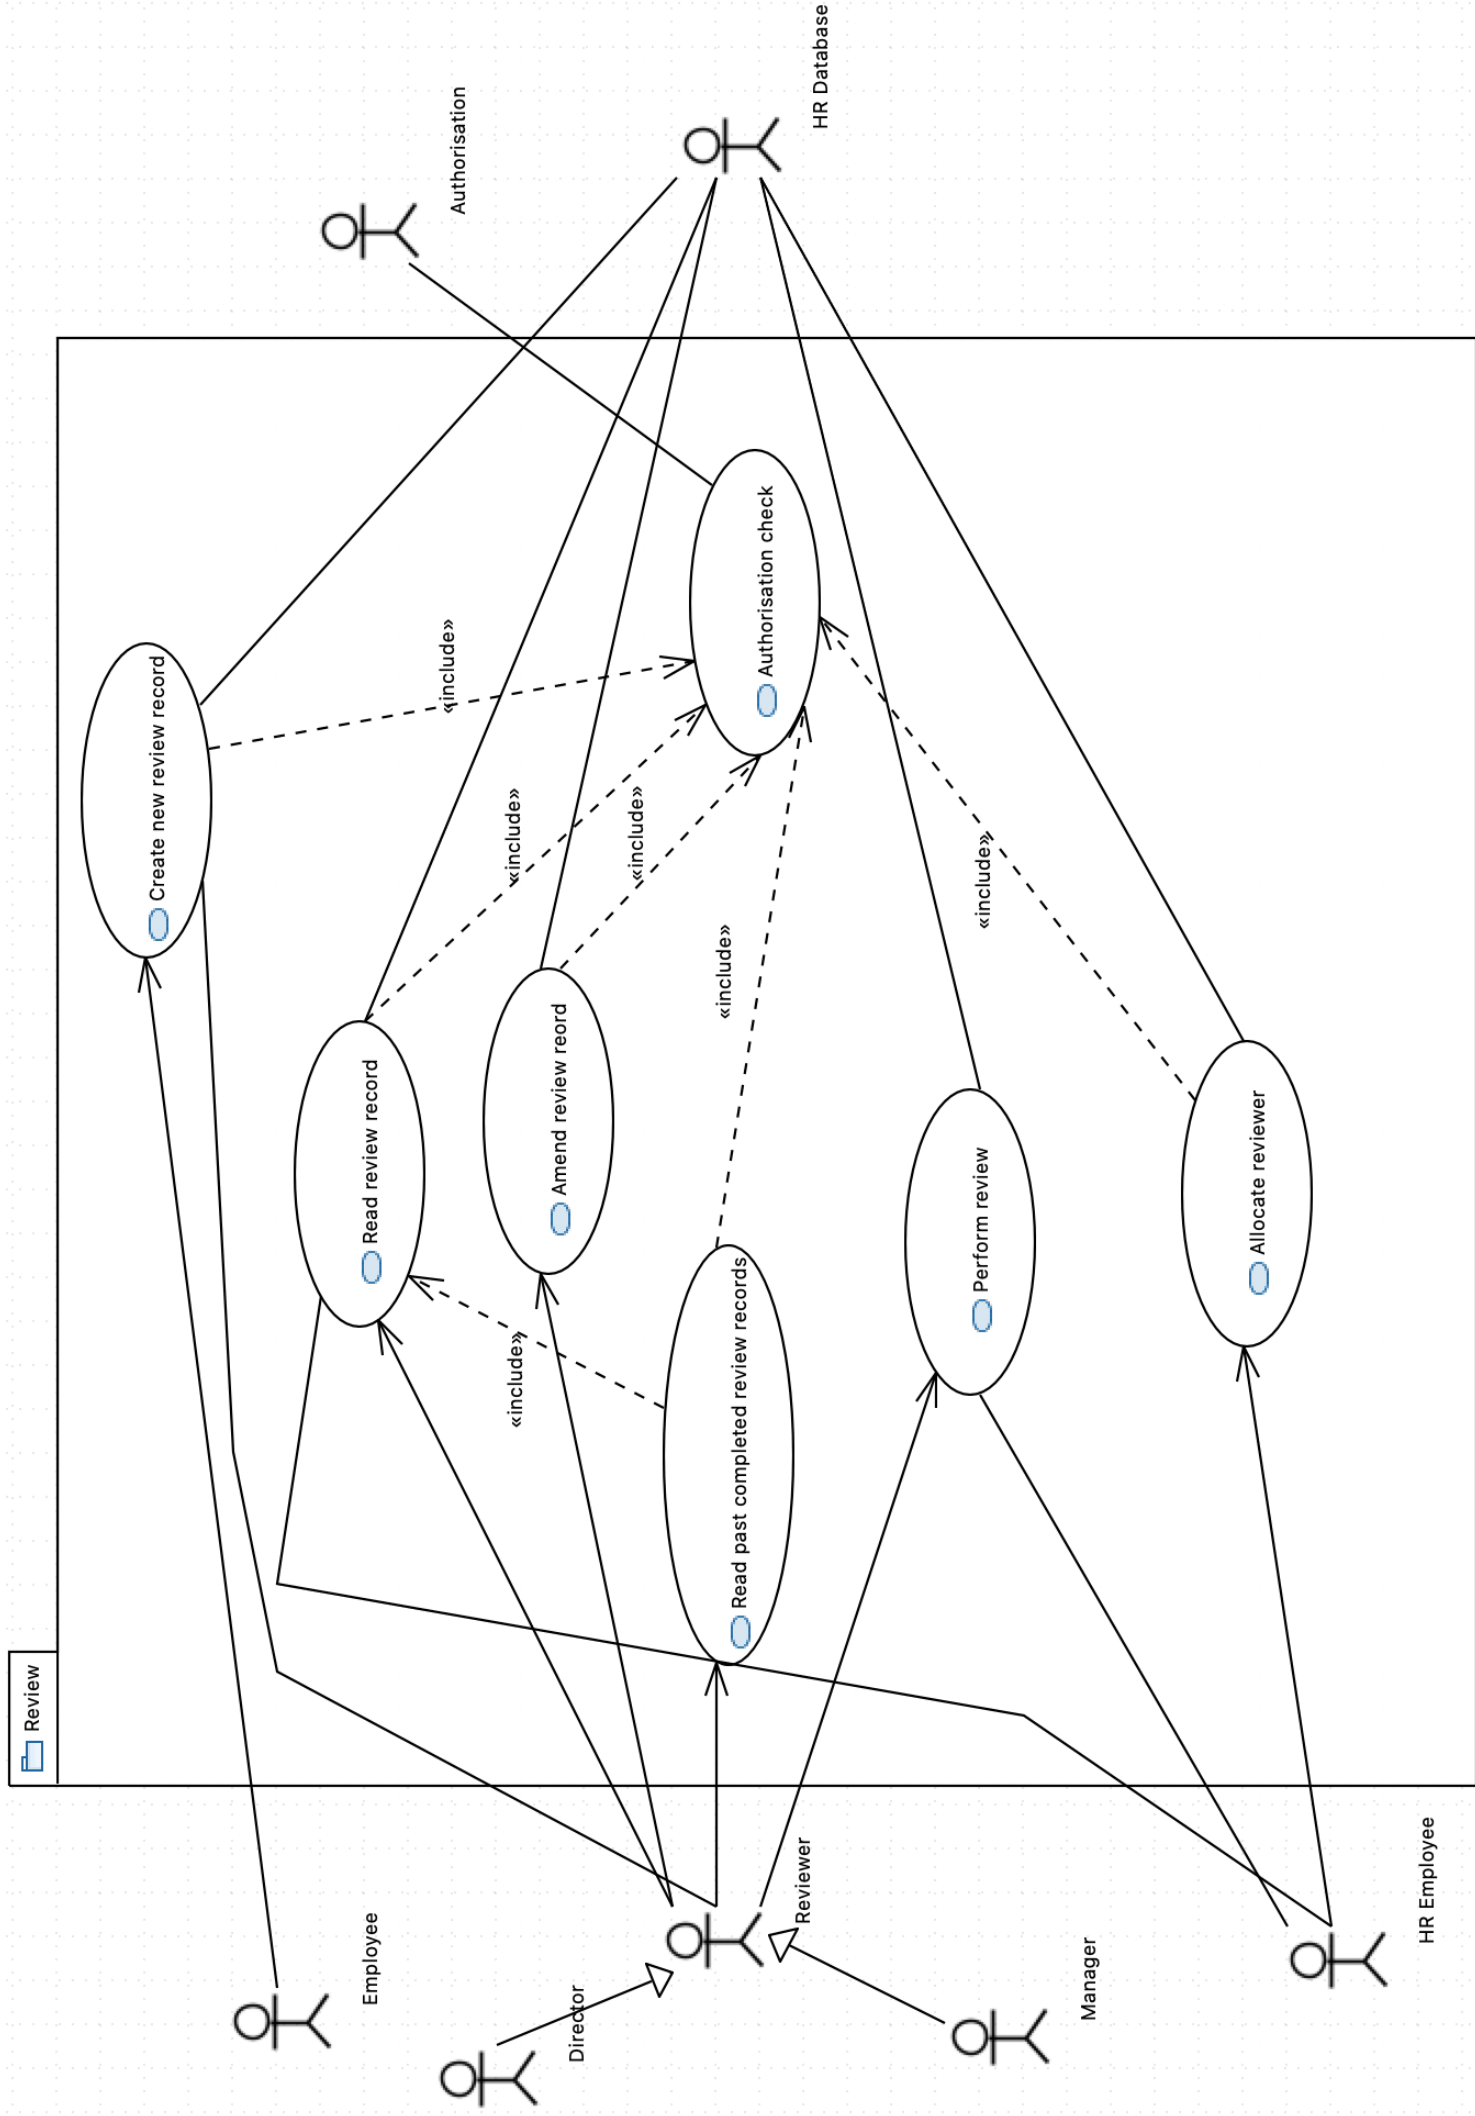 Review
Create new review record
Read review record
Amend review reord
Read past completed review records
Perform review
Allocate reviewer
Authorisation check
«include»
«include»
«include»
«include»
«include»
«include»
Employee
Director
Reviewer
Manager
HR Employee
Authorisation
HR Database